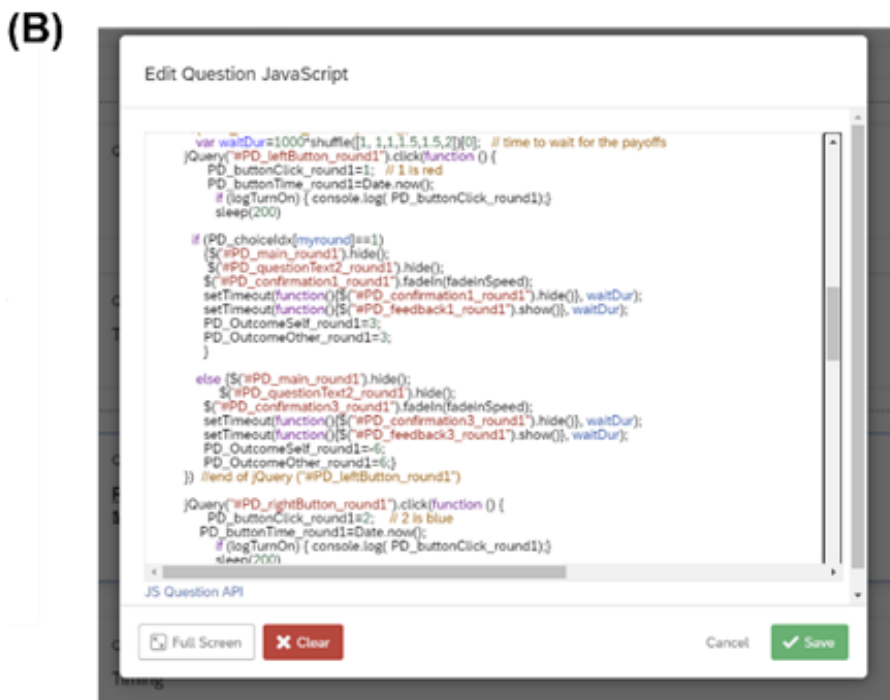 (B)
Edit Question JavaScript
var waitDur=1000*shuffle([1, 1,1,1.5,1.5,2])[0]; // time to wait for the payoffs
jQuery("#PD_leftButton_round1").click(function () {
PD_buttonClick_round1=1; // 1 is red
PD_buttonTime_round1=Date.now();
if (logTurnOn) { console.log( PD_buttonClick_round1);}
sleep(200)
if (PD_choiceIdx[myround]==1)
{$('#PD_main_round1').hide();
$('#PD_questionText2_round1').hide();
$("#PD_confirmation1_round1").fadeIn(fadeinSpeed);
setTimeout(function(){$("#PD_confirmation1_round1").hide()}, waitDur);
setTimeout(function(){$("#PD_feedback1_round1").show()}, waitDur);
PD_OutcomeSelf_round1=3;
PD_OutcomeOther_round1=3;
}
else {$('#PD_main_round1').hide();
$('#PD_questionText2_round1').hide();
$("#PD_confirmation3_round1").fadeIn(fadeinSpeed);
setTimeout(function(){$("#PD_confirmation3_round1").hide()}, waitDur);
setTimeout(function(){$("#PD_feedback3_round1").show()}, waitDur);
PD_OutcomeSelf_round1=-6;
PD_OutcomeOther_round1=6;}
}) //end of jQuery ("#PD_leftButton_round1")
jQuery("#PD_rightButton_round1").click(function () {
PD_buttonClick_round1=2; // 2 is blue
PD_buttonTime_round1=Date.now();
if (logTurnOn) { console.log( PD_buttonClick_round1);}
sleep(200)
JS Question API
Full Screen
Clear
Cancel
Save
Timing